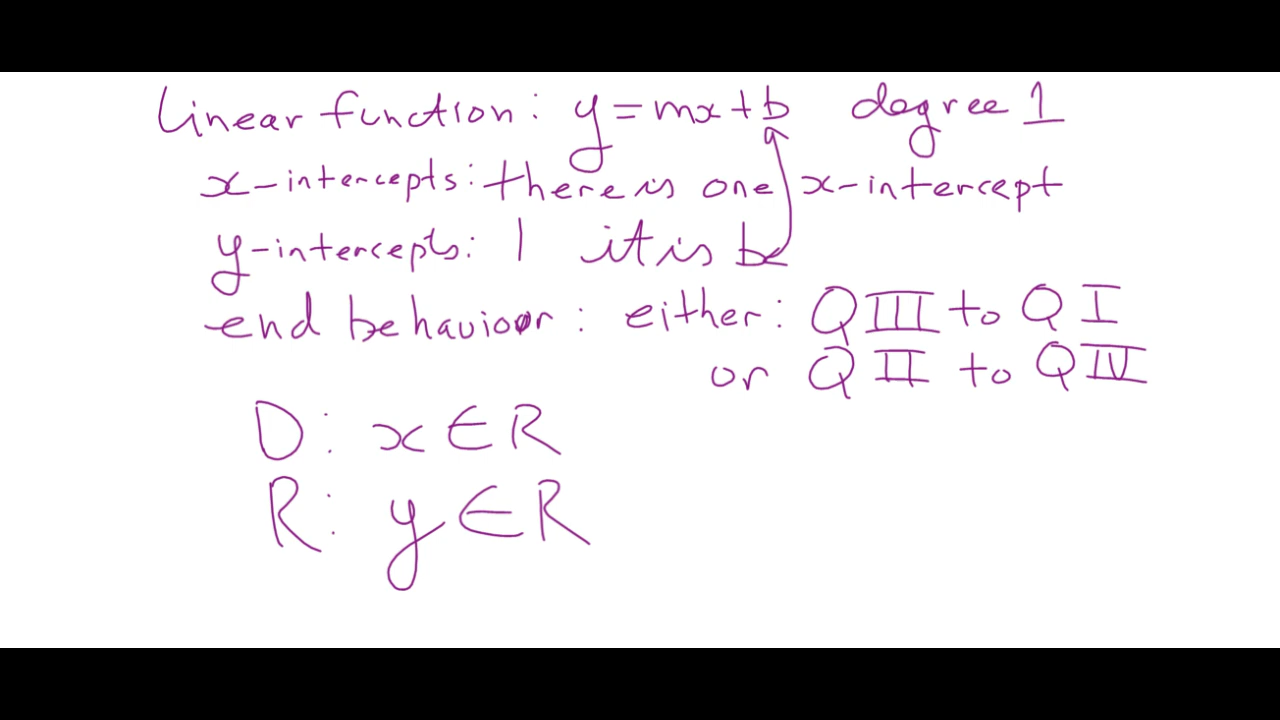 Linear function: y = mx + b degree 1
x-intercepts: there is one x-intercept
y-intercepts: 1 it is b
end behaviour: either: Q III to Q I
or Q II to Q IV
D: x ∈ R
R: y ∈ R